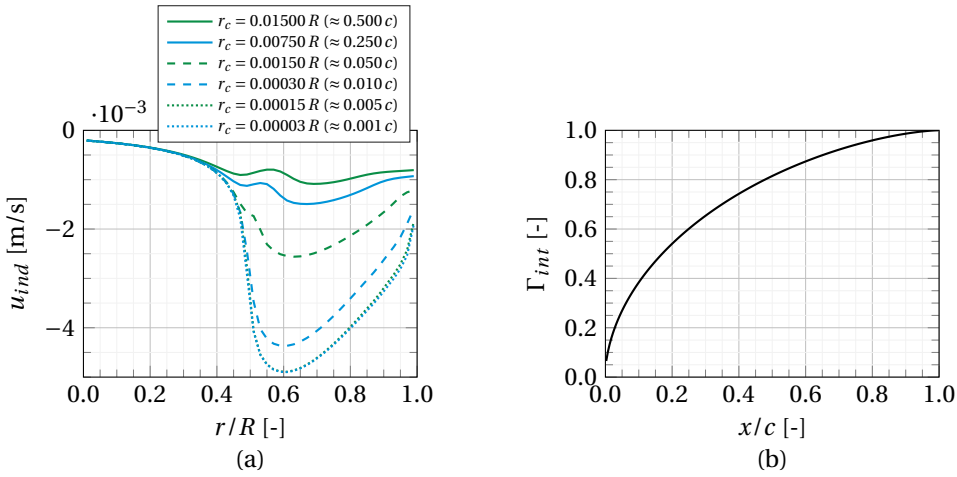 r_c = 0.01500 R (≈ 0.500 c)
r_c = 0.00750 R (≈ 0.250 c)
r_c = 0.00150 R (≈ 0.050 c)
r_c = 0.00030 R (≈ 0.010 c)
r_c = 0.00015 R (≈ 0.005 c)
r_c = 0.00003 R (≈ 0.001 c)
·10⁻³
0
−2
−4
u_ind [m/s]
0.0 0.2 0.4 0.6 0.8 1.0
r/R [-]
(a)
1.0
0.8
0.6
0.4
0.2
0.0
Γ_int [-]
0.0 0.2 0.4 0.6 0.8 1.0
x/c [-]
(b)